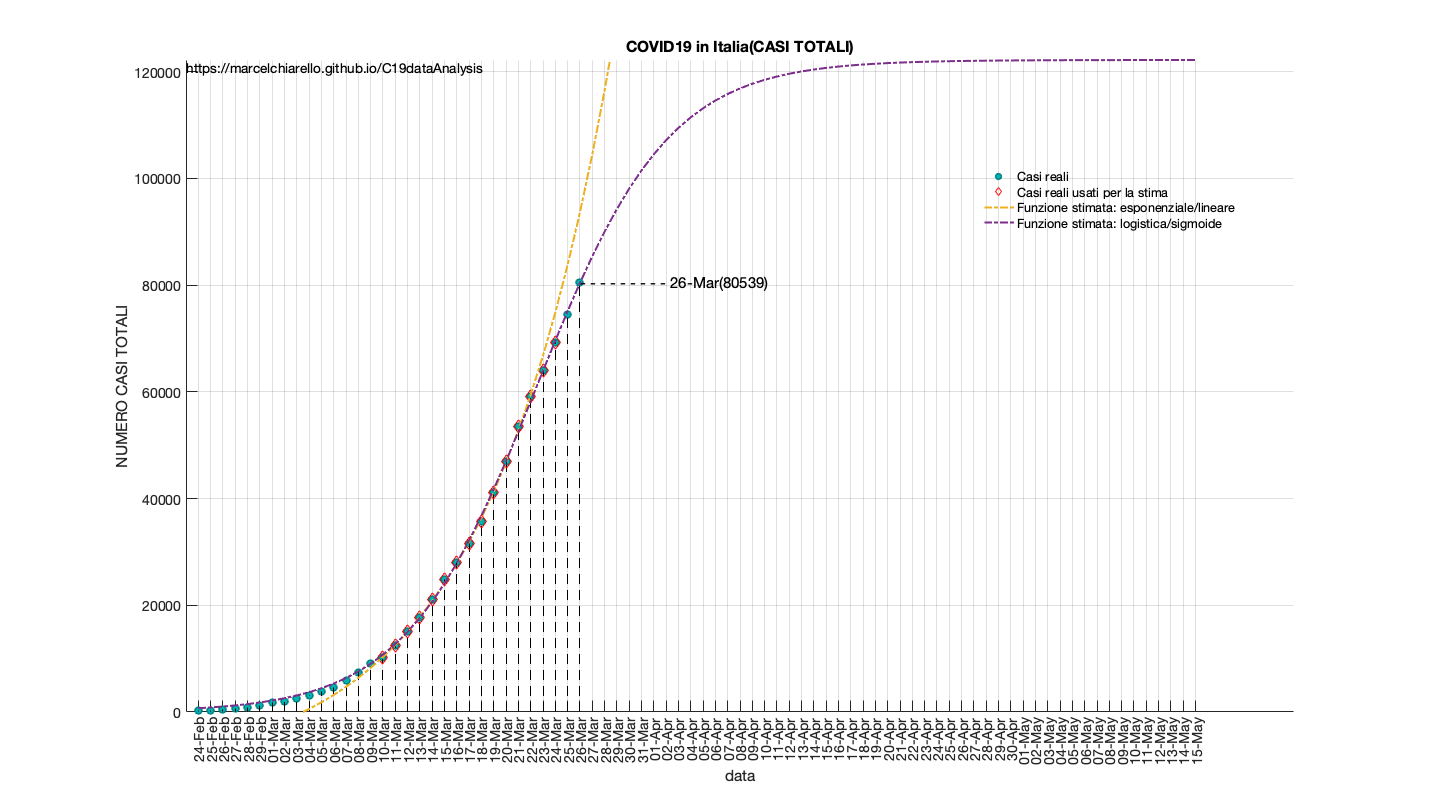 COVID19 in Italia(CASI TOTALI)
https://marcelchiarello.github.io/C19dataAnalysis
120000
100000
80000
60000
40000
20000
0
NUMERO CASI TOTALI
Casi reali
Casi reali usati per la stima
Funzione stimata: esponenziale/lineare
Funzione stimata: logistica/sigmoide
26-Mar(80539)
24-Feb
25-Feb
26-Feb
27-Feb
28-Feb
29-Feb
01-Mar
02-Mar
03-Mar
04-Mar
05-Mar
06-Mar
07-Mar
08-Mar
09-Mar
10-Mar
11-Mar
12-Mar
13-Mar
14-Mar
15-Mar
16-Mar
17-Mar
18-Mar
19-Mar
20-Mar
21-Mar
22-Mar
23-Mar
24-Mar
25-Mar
26-Mar
27-Mar
28-Mar
29-Mar
30-Mar
31-Mar
01-Apr
02-Apr
03-Apr
04-Apr
05-Apr
06-Apr
07-Apr
08-Apr
09-Apr
10-Apr
11-Apr
12-Apr
13-Apr
14-Apr
15-Apr
16-Apr
17-Apr
18-Apr
19-Apr
20-Apr
21-Apr
22-Apr
23-Apr
24-Apr
25-Apr
26-Apr
27-Apr
28-Apr
29-Apr
30-Apr
01-May
02-May
03-May
04-May
05-May
06-May
07-May
08-May
09-May
10-May
11-May
12-May
13-May
14-May
15-May
data